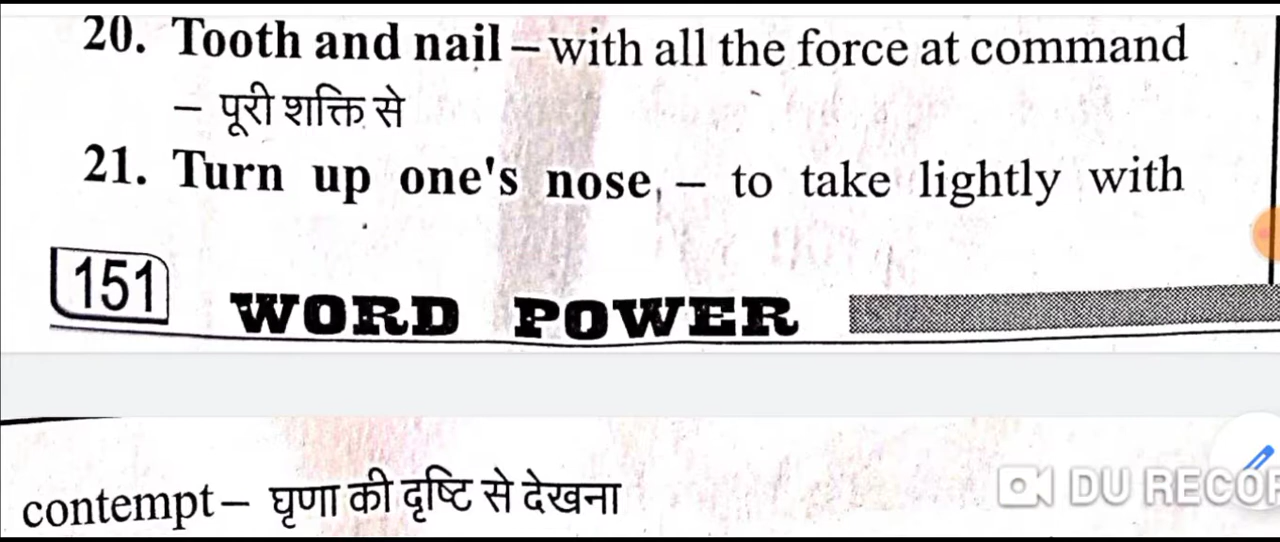 20. Tooth and nail – with all the force at command
– पूरी शक्ति से
21. Turn up one's nose, – to take lightly with
151 WORD POWER
contempt – घृणा की दृष्टि से देखना
DU RECOR